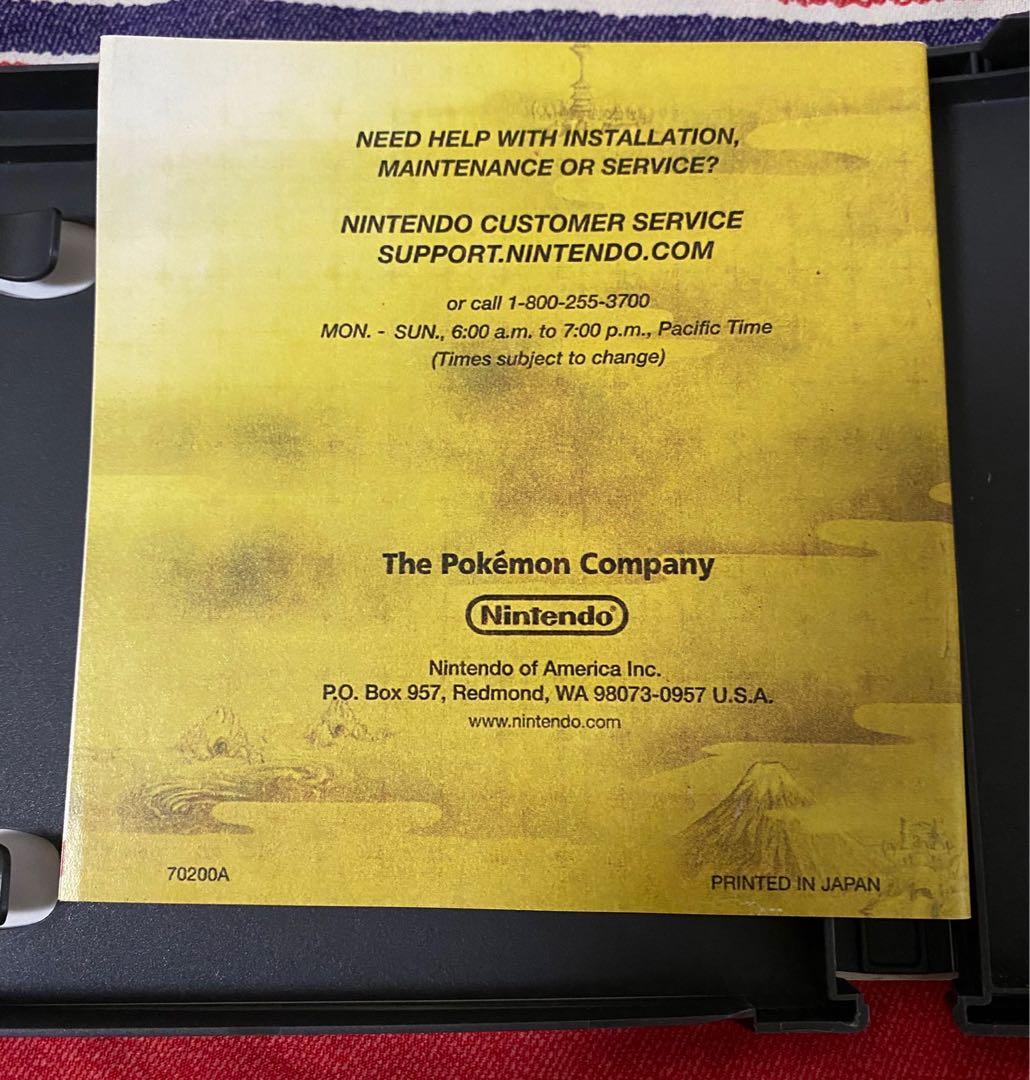 NEED HELP WITH INSTALLATION,
MAINTENANCE OR SERVICE?
NINTENDO CUSTOMER SERVICE
SUPPORT.NINTENDO.COM
or call 1-800-255-3700
MON. - SUN., 6:00 a.m. to 7:00 p.m., Pacific Time
(Times subject to change)
The Pokémon Company
Nintendo®
Nintendo of America Inc.
P.O. Box 957, Redmond, WA 98073-0957 U.S.A.
www.nintendo.com
70200A
PRINTED IN JAPAN